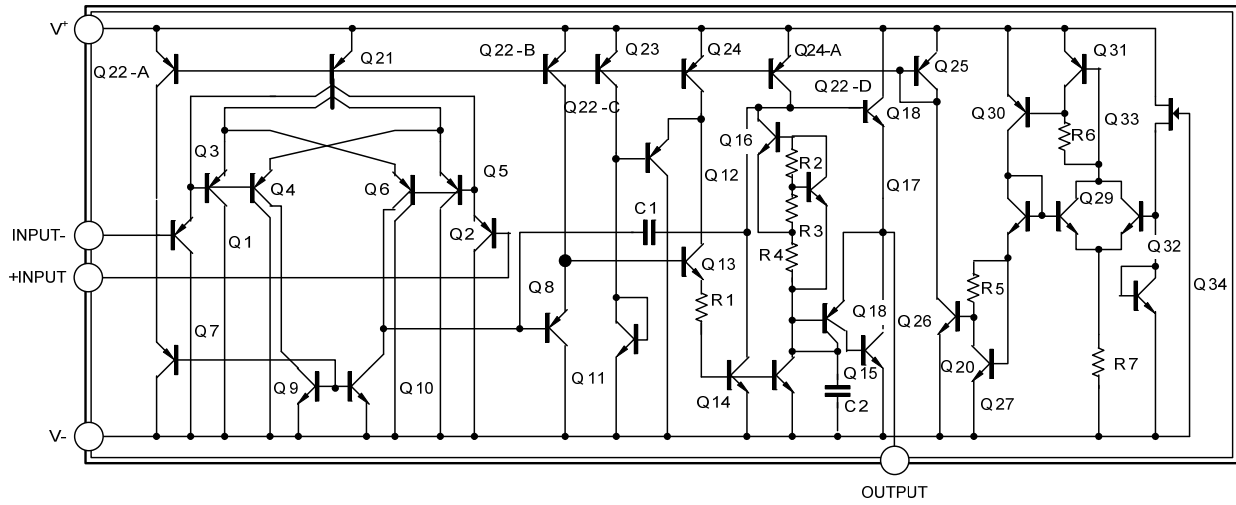 V+
Q22-A
Q21
Q22-B
Q23
Q22-C
Q24
Q24-A
Q22-D
Q18
Q25
Q31
Q30
Q33
R6
Q3
Q4
Q6
Q5
Q16
R2
Q12
Q17
Q29
C1
R3
INPUT-
Q1
Q2
R4
Q32
+INPUT
Q13
R5
Q8
R1
Q18
Q26
Q34
Q7
Q9
Q10
Q11
Q14
Q15
C2
Q20
Q27
R7
V-
OUTPUT